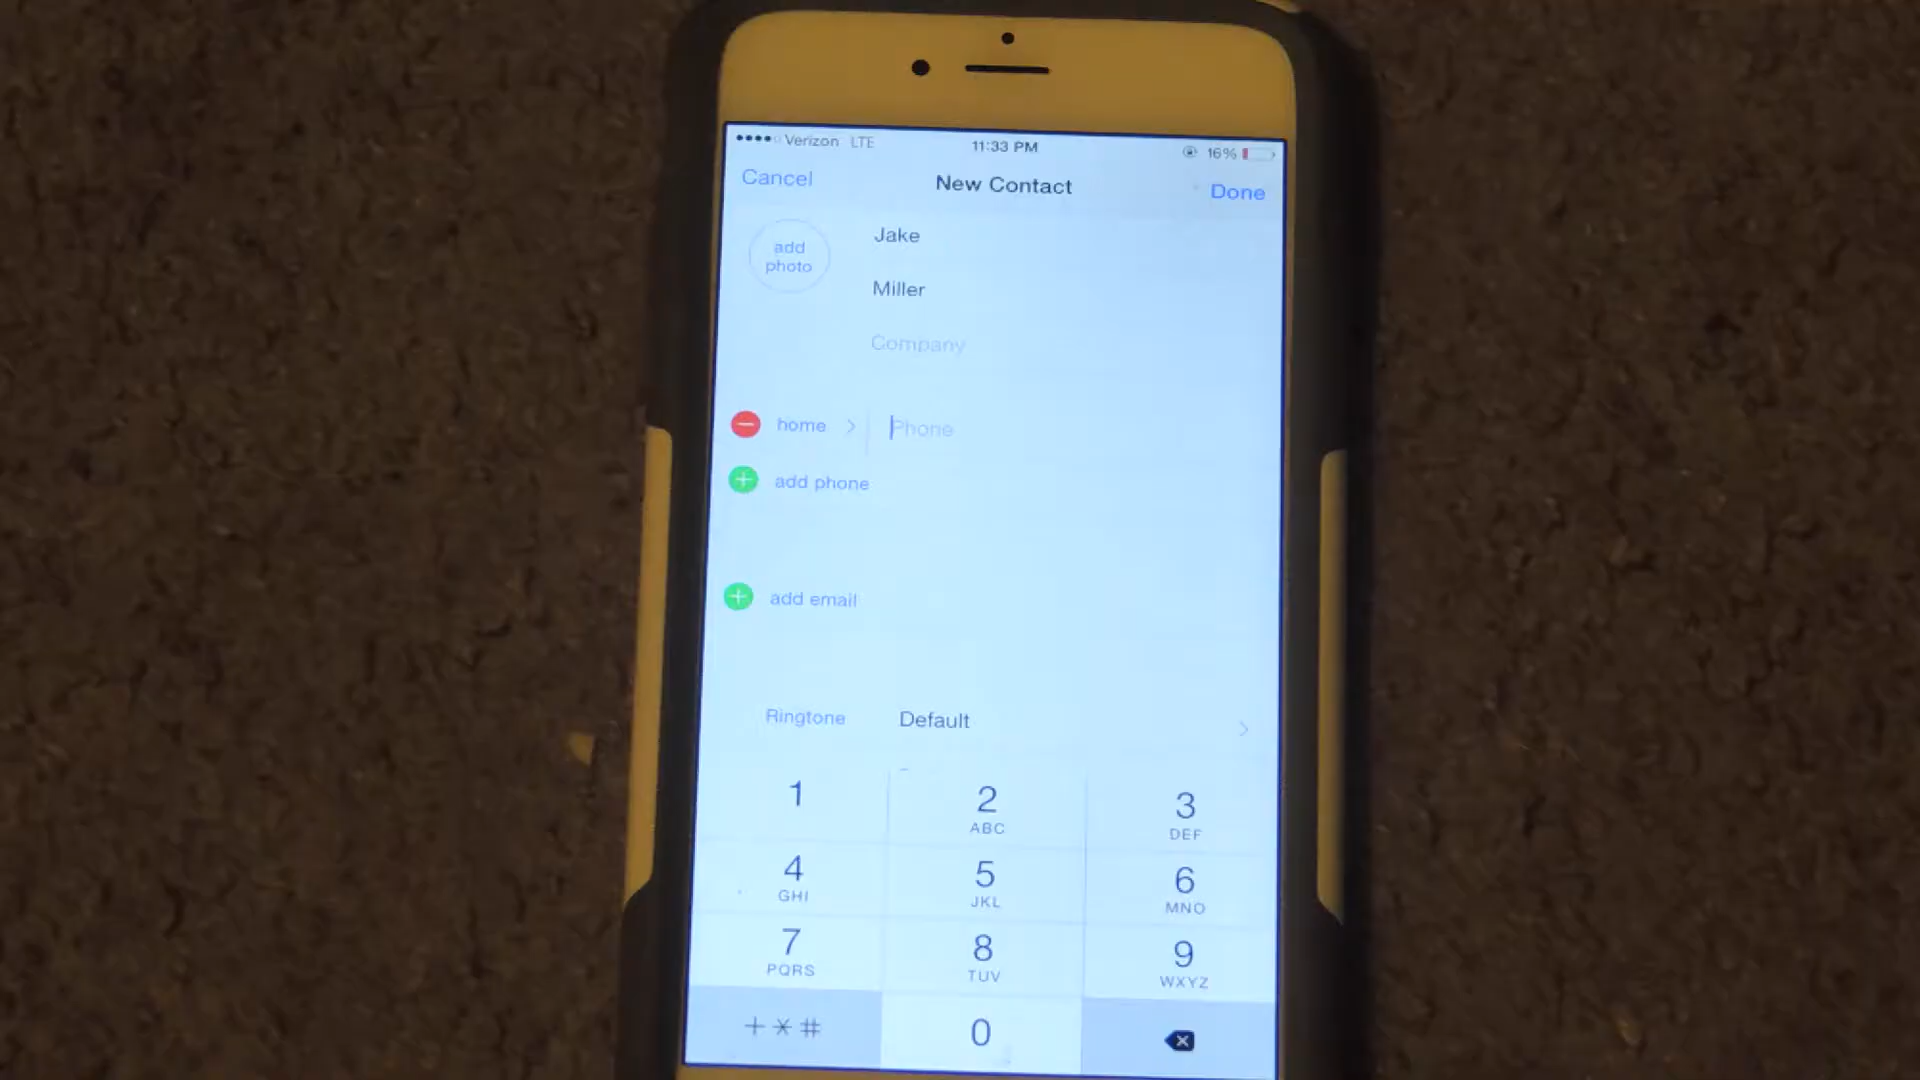 Verizon LTE 11:33 PM 16%
Cancel New Contact Done
add photo
Jake
Miller
Company
home Phone
add phone
add email
Ringtone Default
1 2 3
ABC DEF
4 5 6
GHI JKL MNO
7 8 9
PQRS TUV WXYZ
+*# 0